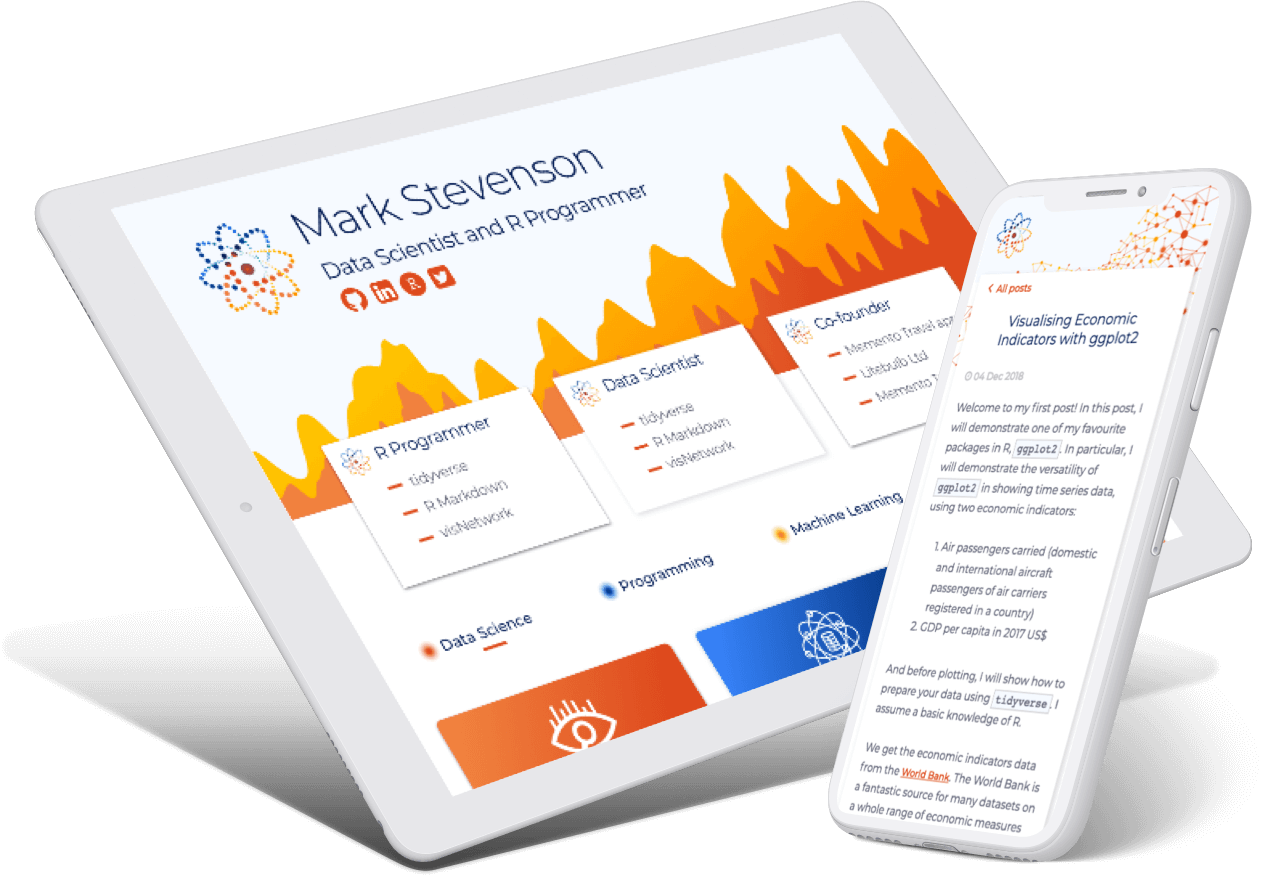 Mark Stevenson
Data Scientist and R Programmer
R Programmer
tidyverse
R Markdown
visNetwork
Data Scientist
tidyverse
R Markdown
visNetwork
Co-founder
Memento Travel app
Litebulb Ltd
Memento
Data Science
Programming
Machine Learning
All posts
Visualising Economic
Indicators with ggplot2
04 Dec 2018
Welcome to my first post! In this post, I
will demonstrate one of my favourite
packages in R, ggplot2. In particular, I
will demonstrate the versatility of
ggplot2 in showing time series data,
using two economic indicators:
1. Air passengers carried (domestic
and international aircraft
passengers of air carriers
registered in a country)
2. GDP per capita in 2017 US$
And before plotting, I will show how to
prepare your data using tidyverse. I
assume a basic knowledge of R.
We get the economic indicators data
from the World Bank. The World Bank is
a fantastic source for many datasets on
a whole range of economic measures